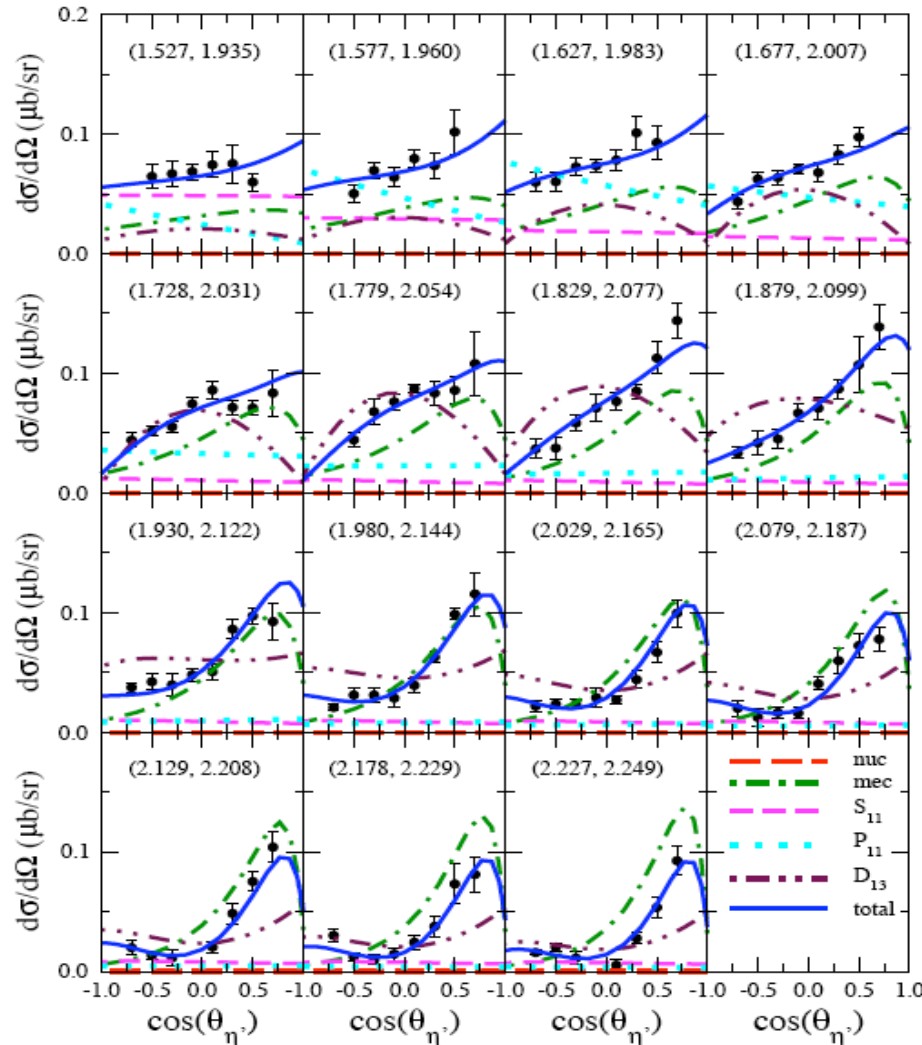 0.2
(1.527, 1.935) (1.577, 1.960) (1.627, 1.983) (1.677, 2.007)
dσ/dΩ (μb/sr)
0.1
0.0
(1.728, 2.031) (1.779, 2.054) (1.829, 2.077) (1.879, 2.099)
dσ/dΩ (μb/sr)
0.1
0.0
(1.930, 2.122) (1.980, 2.144) (2.029, 2.165) (2.079, 2.187)
dσ/dΩ (μb/sr)
0.1
0.0
(2.129, 2.208) (2.178, 2.229) (2.227, 2.249)
dσ/dΩ (μb/sr)
0.1
0.0
nuc
mec
S₁₁
P₁₁
D₁₃
total
-1.0 -0.5 0.0 0.5 -1.0 -0.5 0.0 0.5 -1.0 -0.5 0.0 0.5 -1.0 -0.5 0.0 0.5 1.0
cos(θη') cos(θη') cos(θη') cos(θη')